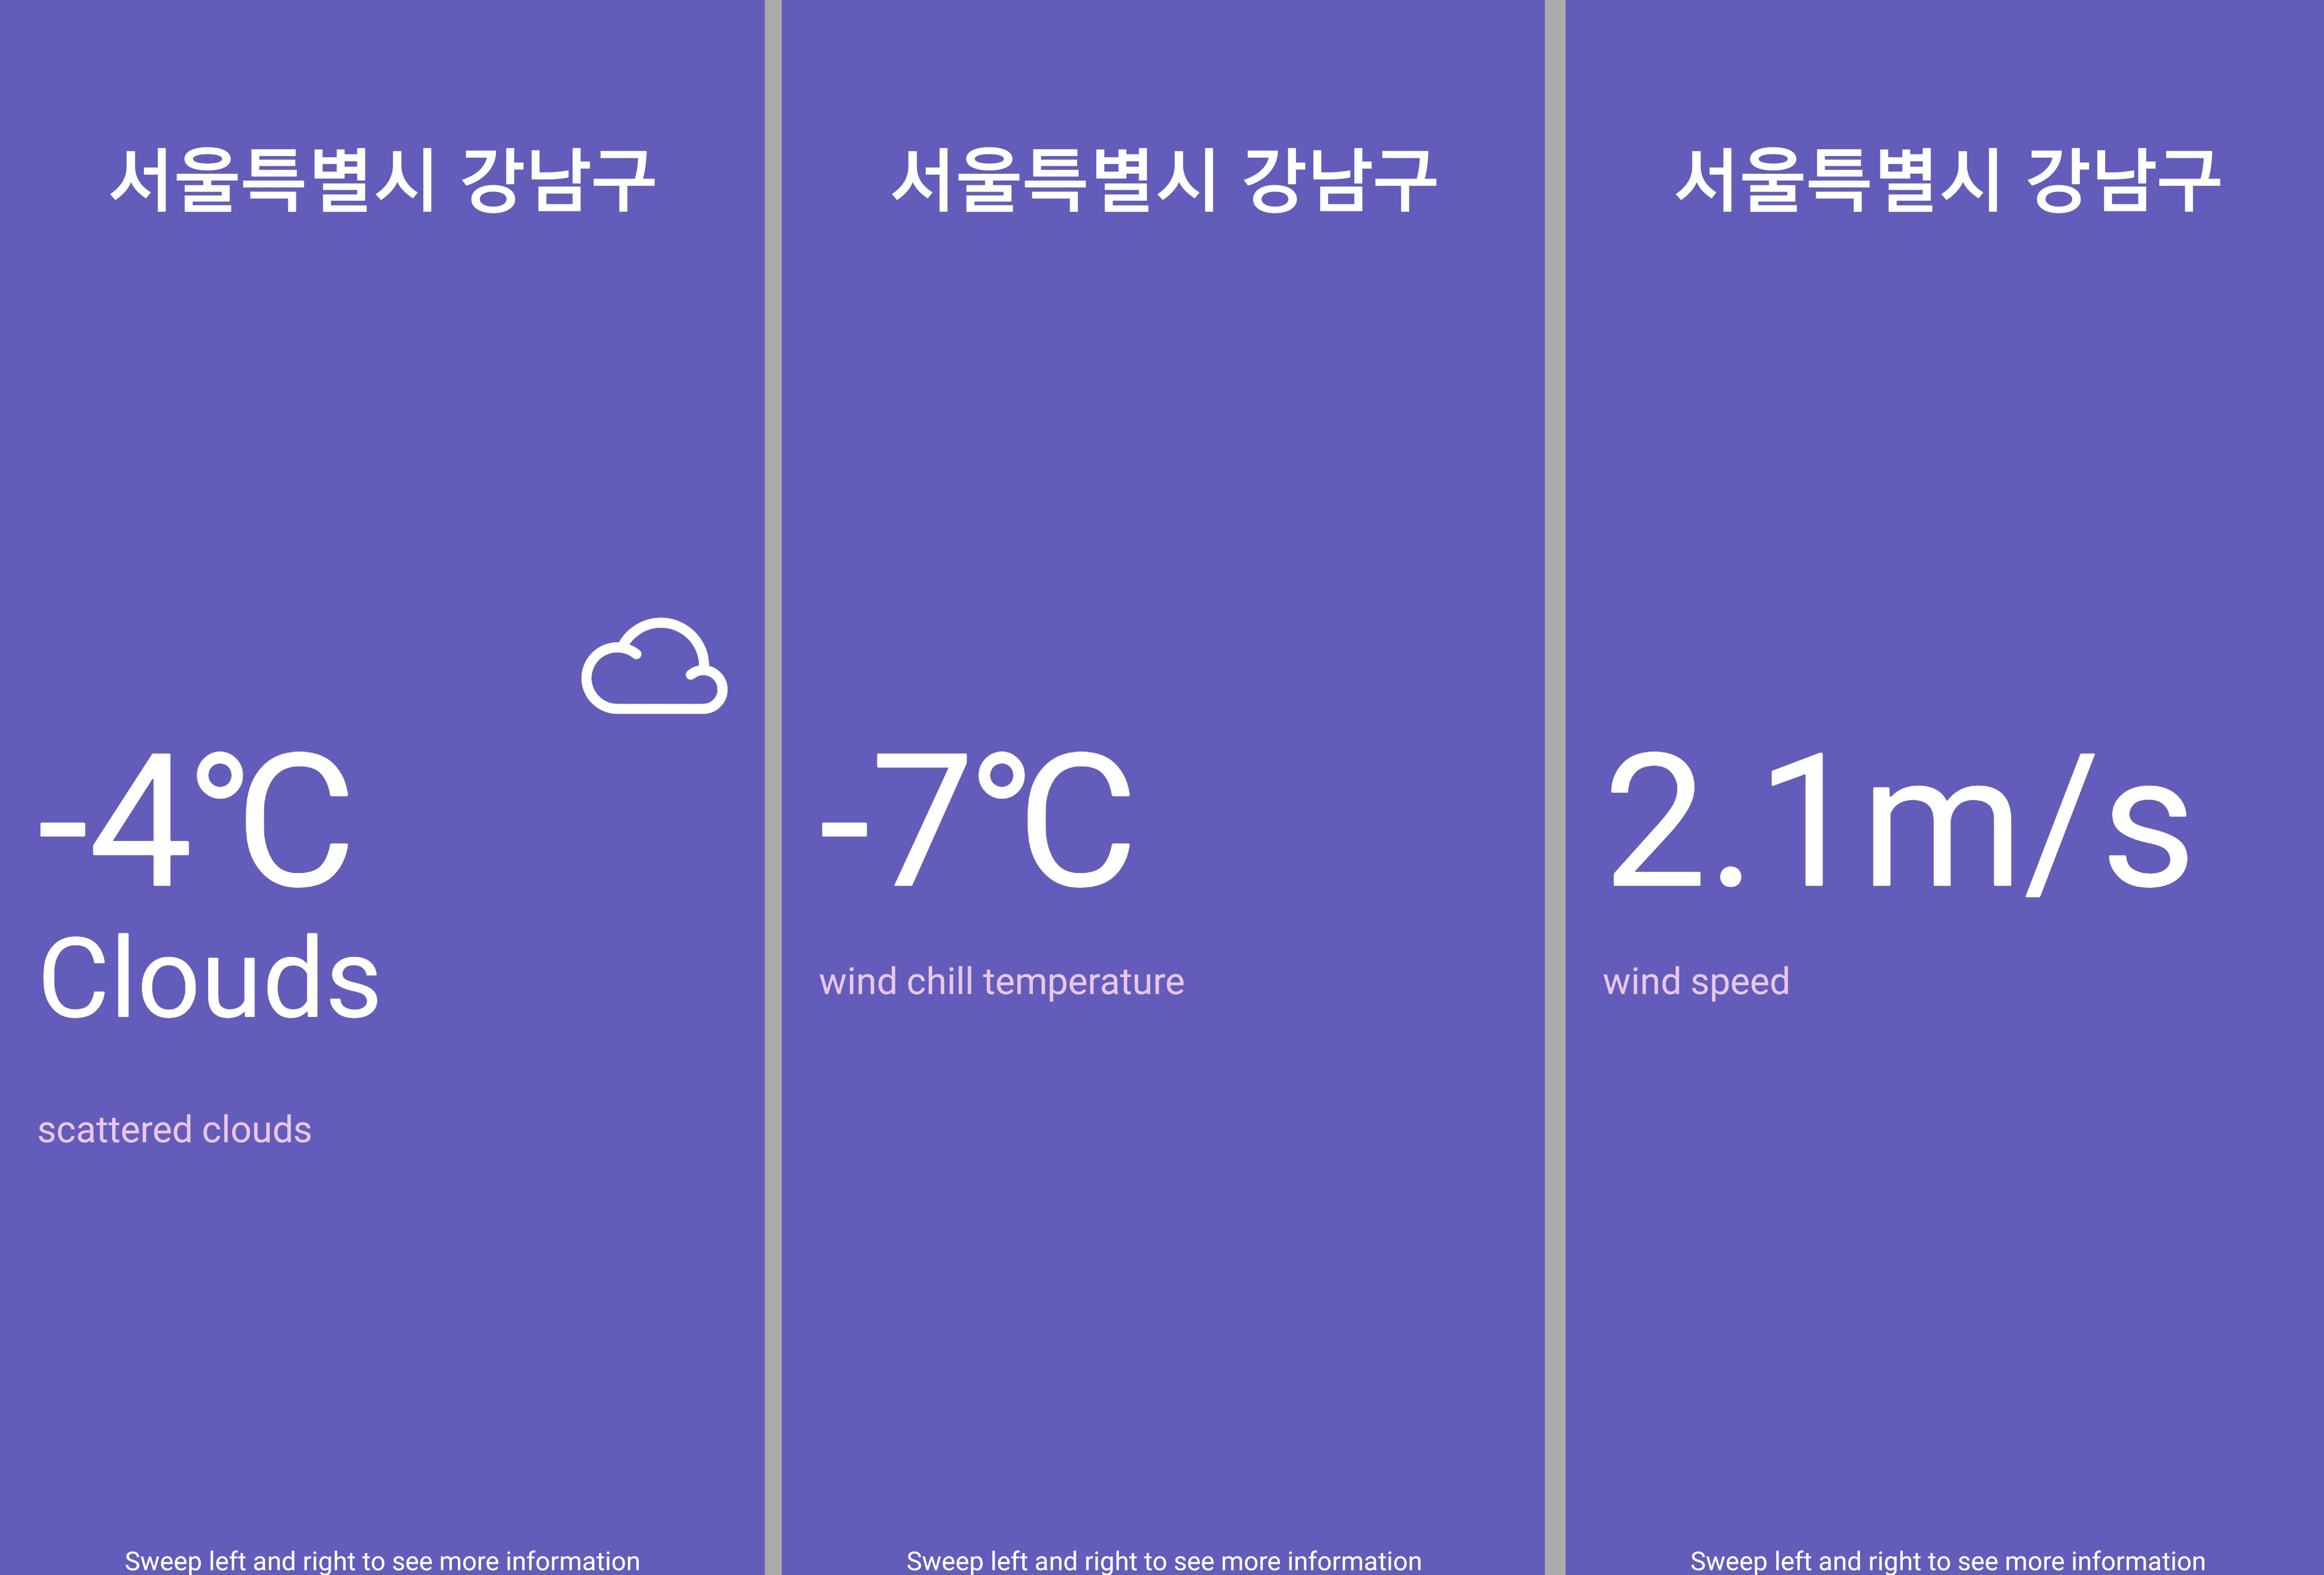 서울특별시 강남구
-4℃
Clouds
scattered clouds
Sweep left and right to see more information
서울특별시 강남구
-7℃
wind chill temperature
Sweep left and right to see more information
서울특별시 강남구
2.1m/s
wind speed
Sweep left and right to see more information